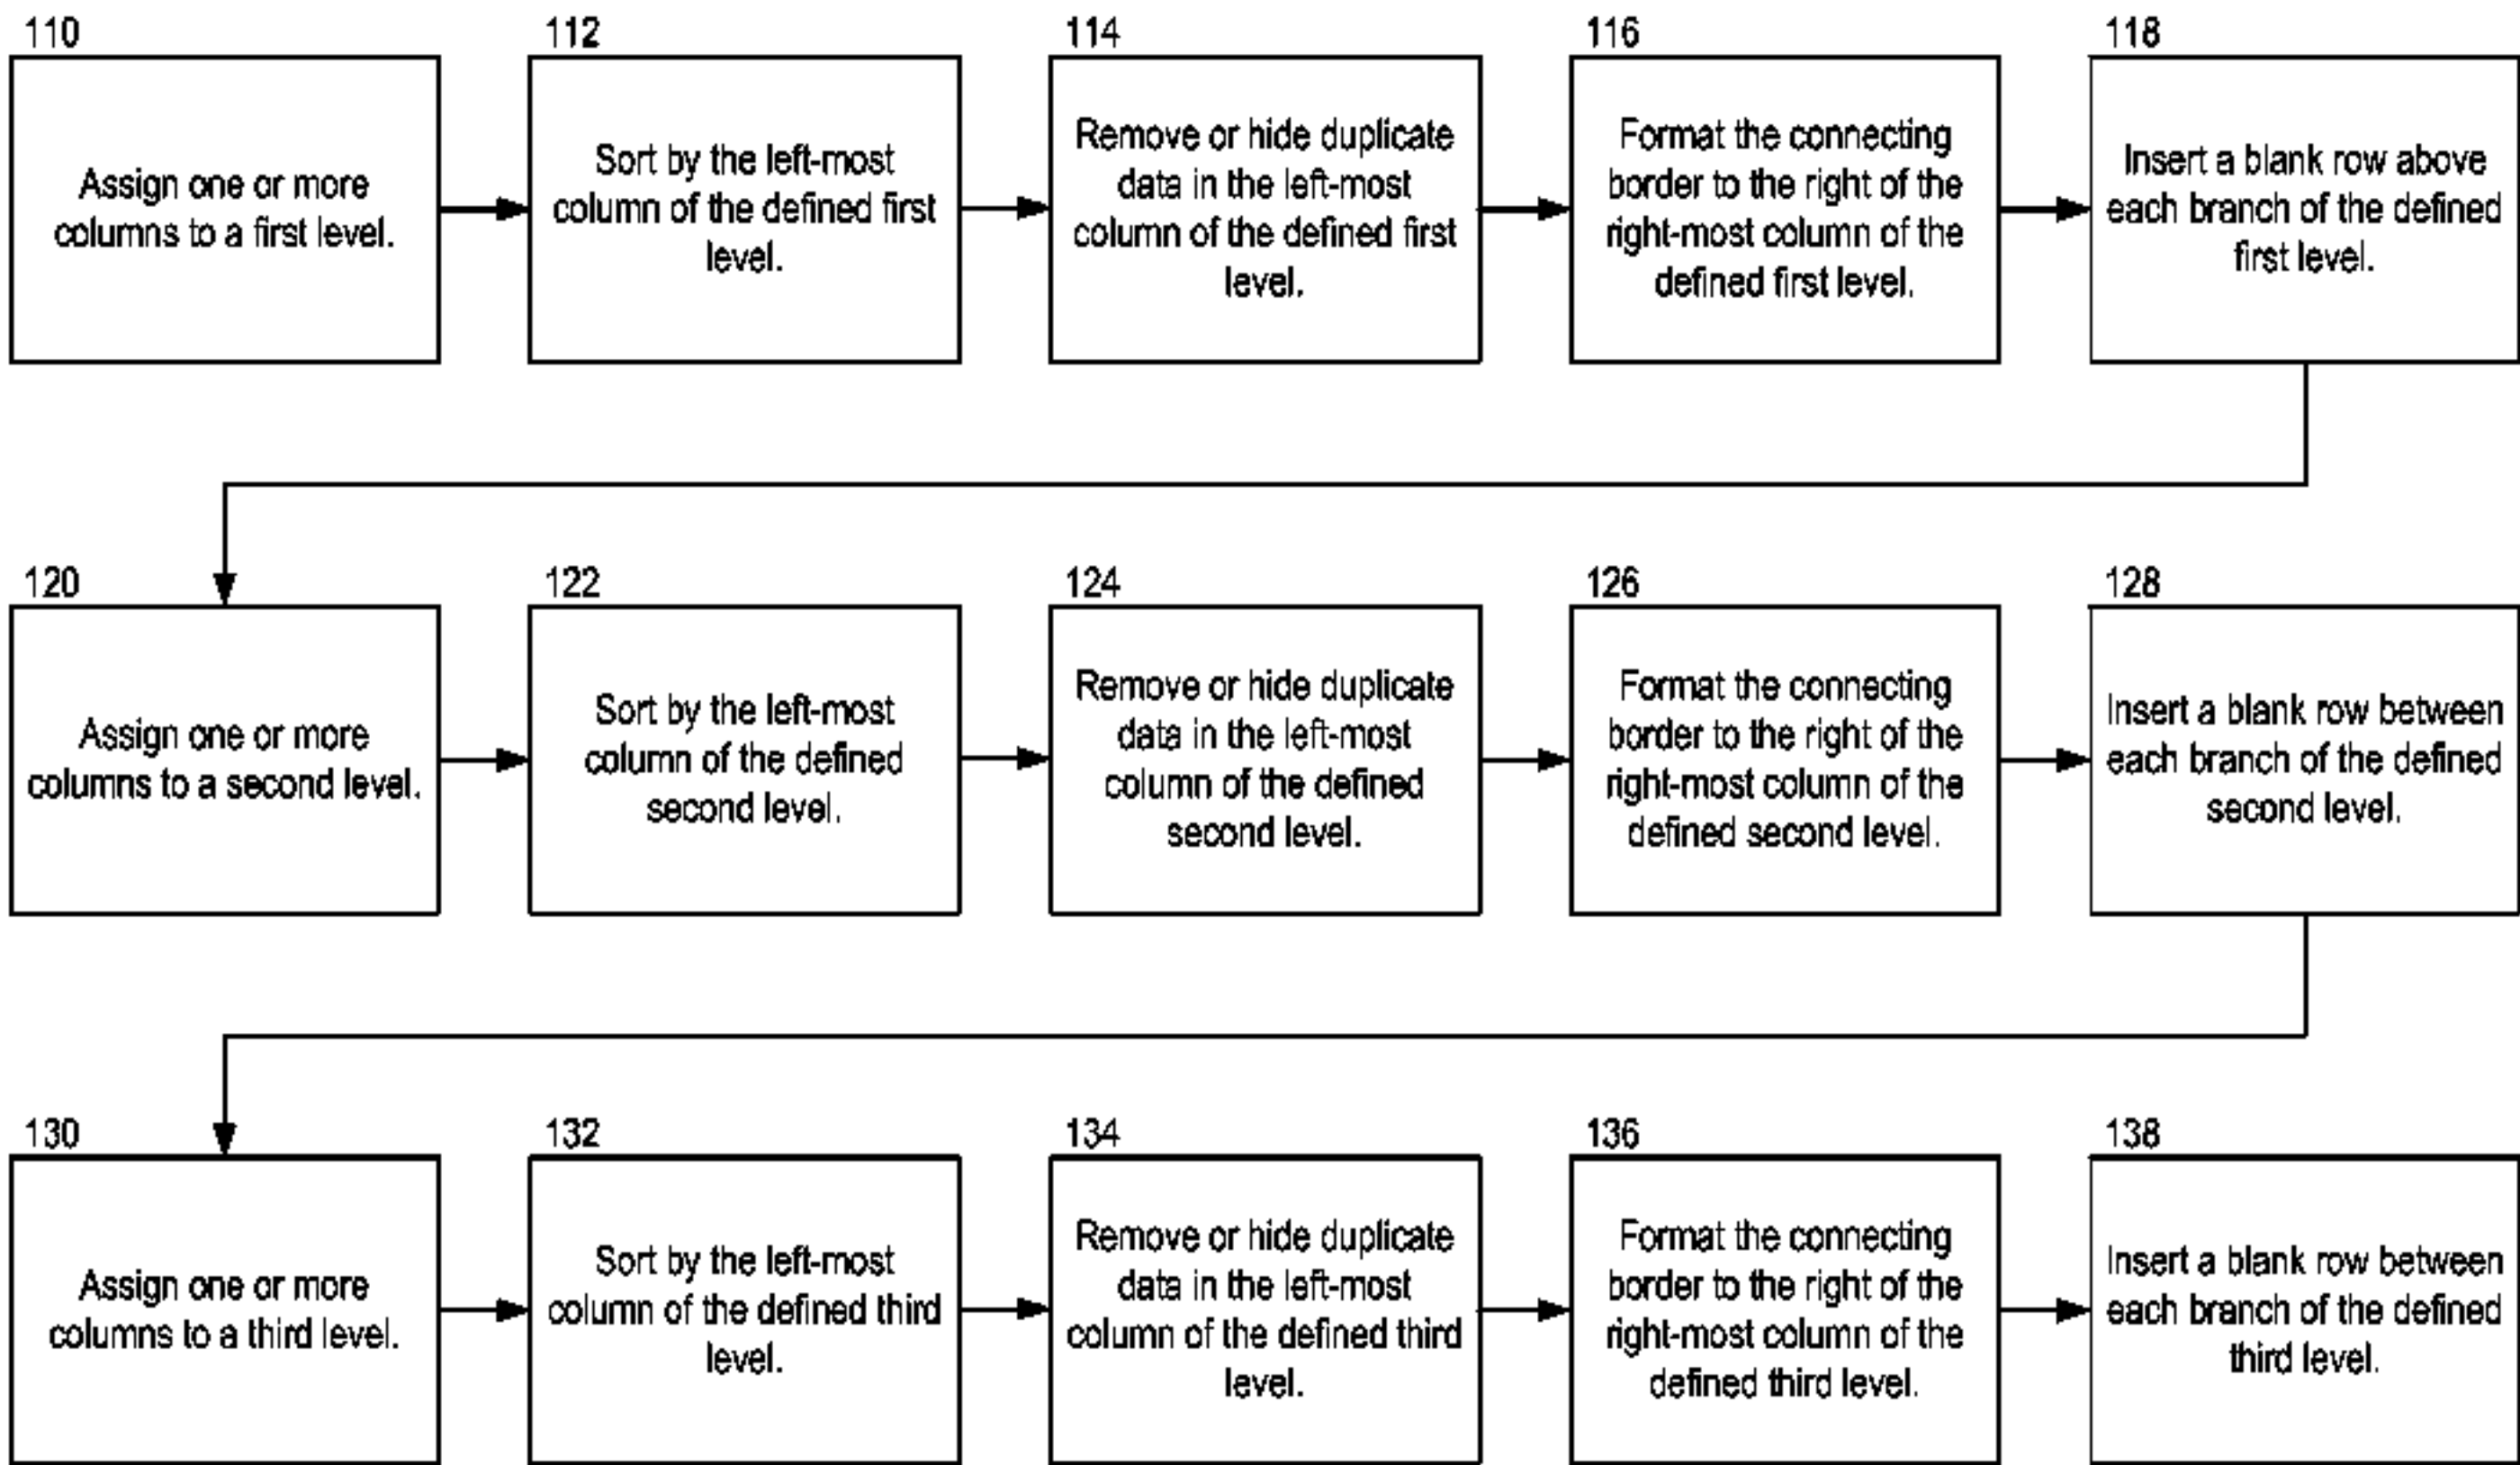 110
Assign one or more
columns to a first level.
112
Sort by the left-most
column of the defined first
level.
114
Remove or hide duplicate
data in the left-most
column of the defined first
level.
116
Format the connecting
border to the right of the
right-most column of the
defined first level.
118
Insert a blank row above
each branch of the defined
first level.
120
Assign one or more
columns to a second level.
122
Sort by the left-most
column of the defined
second level.
124
Remove or hide duplicate
data in the left-most
column of the defined
second level.
126
Format the connecting
border to the right of the
right-most column of the
defined second level.
128
Insert a blank row between
each branch of the defined
second level.
130
Assign one or more
columns to a third level.
132
Sort by the left-most
column of the defined third
level.
134
Remove or hide duplicate
data in the left-most
column of the defined third
level.
136
Format the connecting
border to the right of the
right-most column of the
defined third level.
138
Insert a blank row between
each branch of the defined
third level.